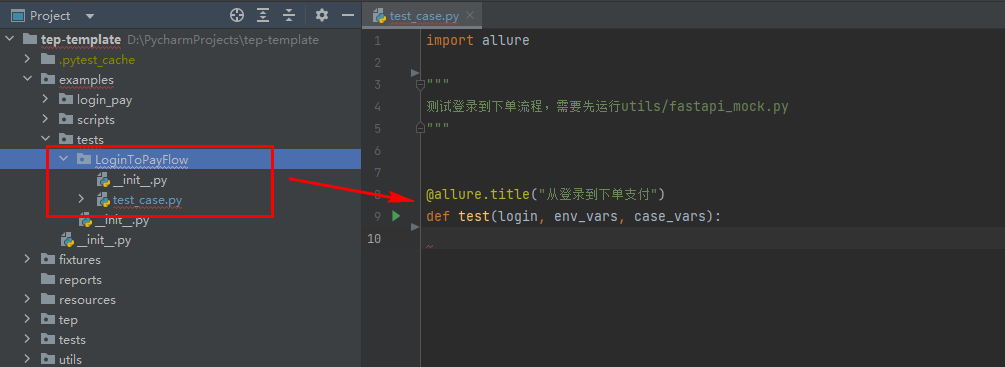 Project
tep-template D:\PycharmProjects\tep-template
.pytest_cache
examples
login_pay
scripts
tests
LoginToPayFlow
__init__.py
test_case.py
__init__.py
__init__.py
fixtures
reports
resources
tep
tests
utils
test_case.py
1 import allure
2
3 """
4 测试登录到下单流程，需要先运行utils/fastapi_mock.py
5 """
6
7
8 @allure.title("从登录到下单支付")
9 def test(login, env_vars, case_vars):
10